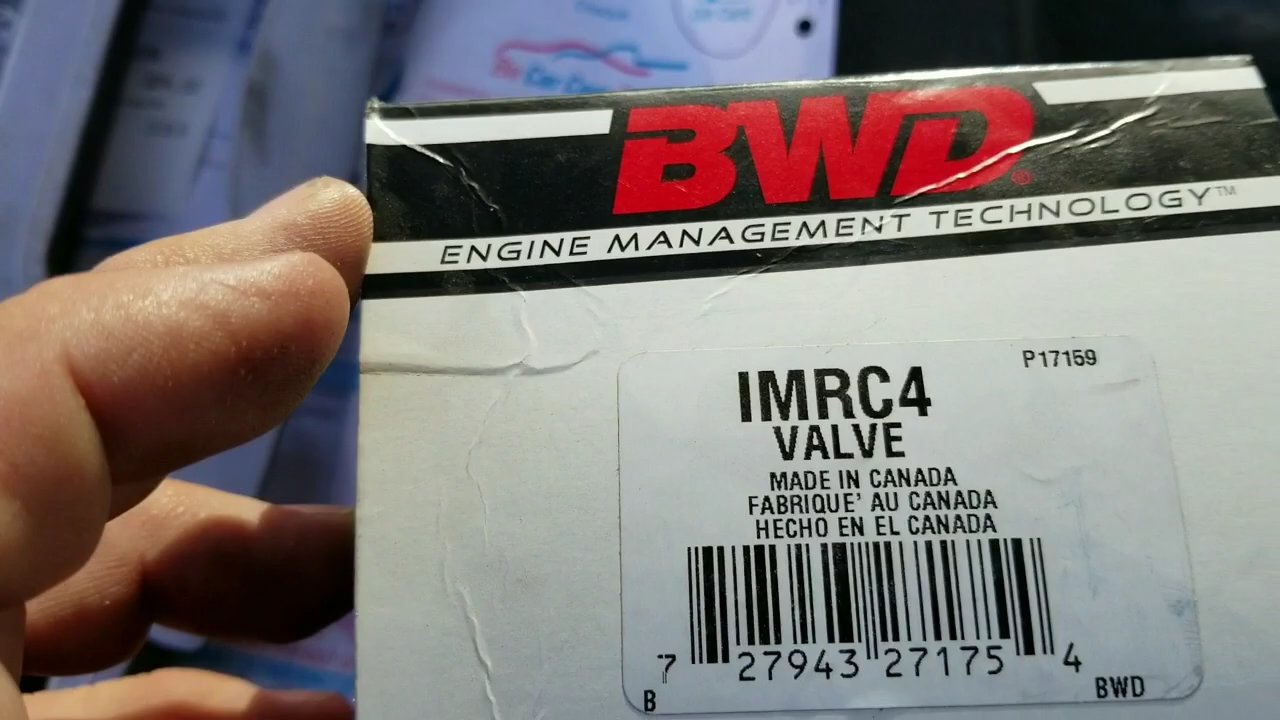 BWD®
ENGINE MANAGEMENT TECHNOLOGY™
P17159
IMRC4
VALVE
MADE IN CANADA
FABRIQUE' AU CANADA
HECHO EN EL CANADA
7 27943 27175 4
B BWD